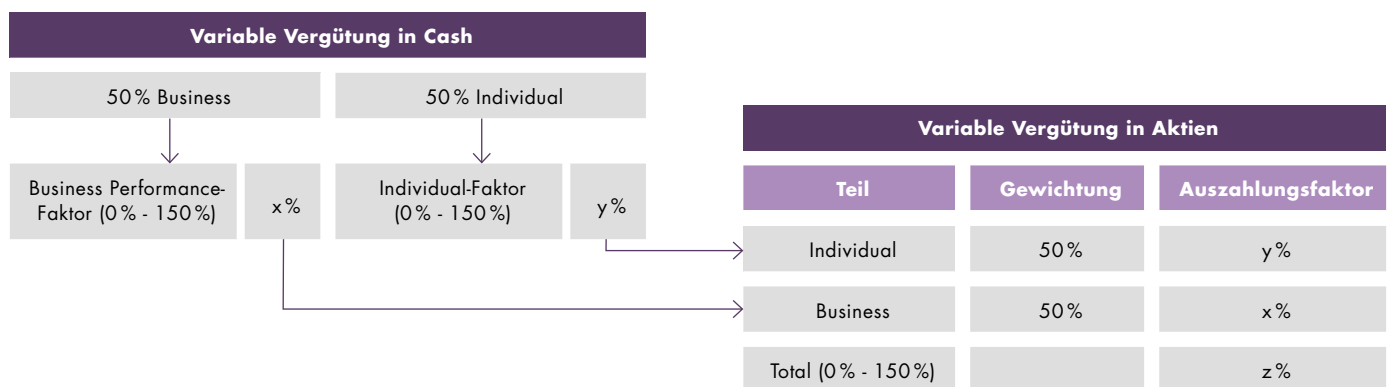 Variable Vergütung in Cash
50 % Business
50 % Individual
Business Performance-
Faktor (0 % - 150 %)
x %
Individual-Faktor
(0 % - 150 %)
y %
Variable Vergütung in Aktien
Teil
Gewichtung
Auszahlungsfaktor
Individual
50 %
y %
Business
50 %
x %
Total (0 % - 150 %)
z %